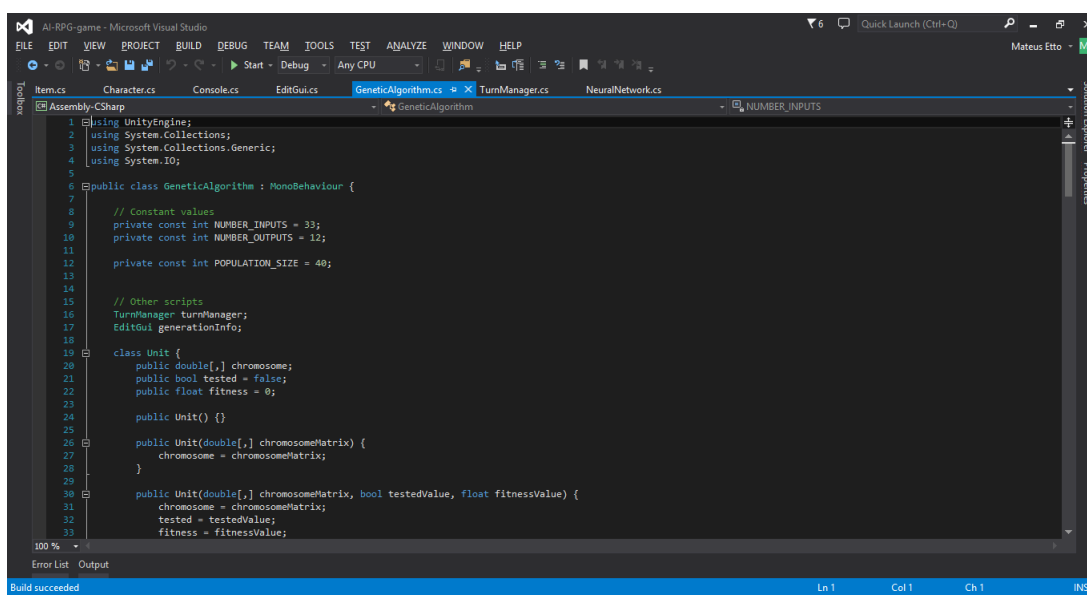 AI-RPG-game - Microsoft Visual Studio
6
Quick Launch (Ctrl+Q)
FILE EDIT VIEW PROJECT BUILD DEBUG TEAM TOOLS TEST ANALYZE WINDOW HELP
Mateus Etto
M
Start Debug Any CPU
Toolbox
Item.cs Character.cs Console.cs EditGui.cs GeneticAlgorithm.cs TurnManager.cs NeuralNetwork.cs
Assembly-CSharp GeneticAlgorithm NUMBER_INPUTS
1 using UnityEngine;
2 using System.Collections;
3 using System.Collections.Generic;
4 using System.IO;
5
6 public class GeneticAlgorithm : MonoBehaviour {
7
8 // Constant values
9 private const int NUMBER_INPUTS = 33;
10 private const int NUMBER_OUTPUTS = 12;
11
12 private const int POPULATION_SIZE = 40;
13
14
15 // Other scripts
16 TurnManager turnManager;
17 EditGui generationInfo;
18
19 class Unit {
20 public double[,] chromosome;
21 public bool tested = false;
22 public float fitness = 0;
23
24 public Unit() {}
25
26 public Unit(double[,] chromosomeMatrix) {
27 chromosome = chromosomeMatrix;
28 }
29
30 public Unit(double[,] chromosomeMatrix, bool testedValue, float fitnessValue) {
31 chromosome = chromosomeMatrix;
32 tested = testedValue;
33 fitness = fitnessValue;
100 %
Error List Output
Build succeeded Ln 1 Col 1 Ch 1 INS